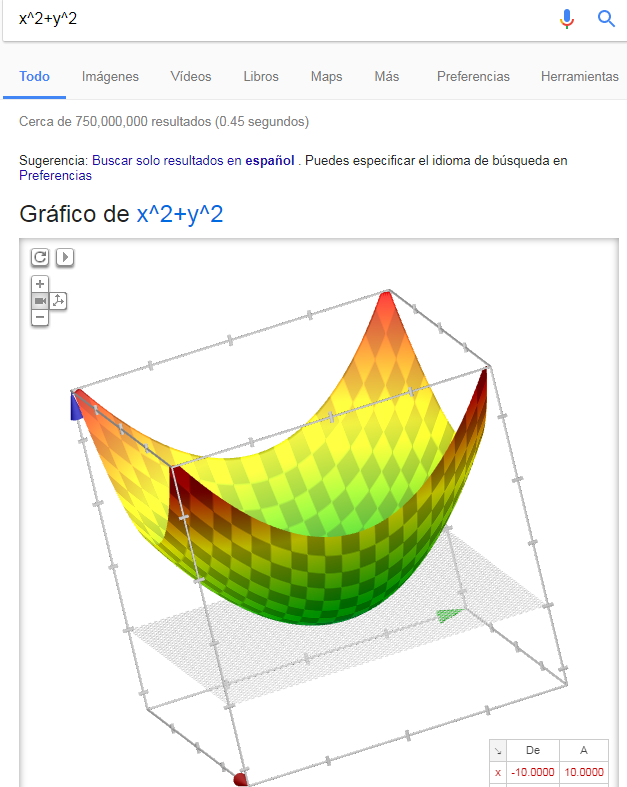 x^2+y^2
Todo Imágenes Vídeos Libros Maps Más Preferencias Herramientas
Cerca de 750,000,000 resultados (0.45 segundos)
Sugerencia: Buscar solo resultados en español . Puedes especificar el idioma de búsqueda en
Preferencias
Gráfico de x^2+y^2
De A
x -10.0000 10.0000